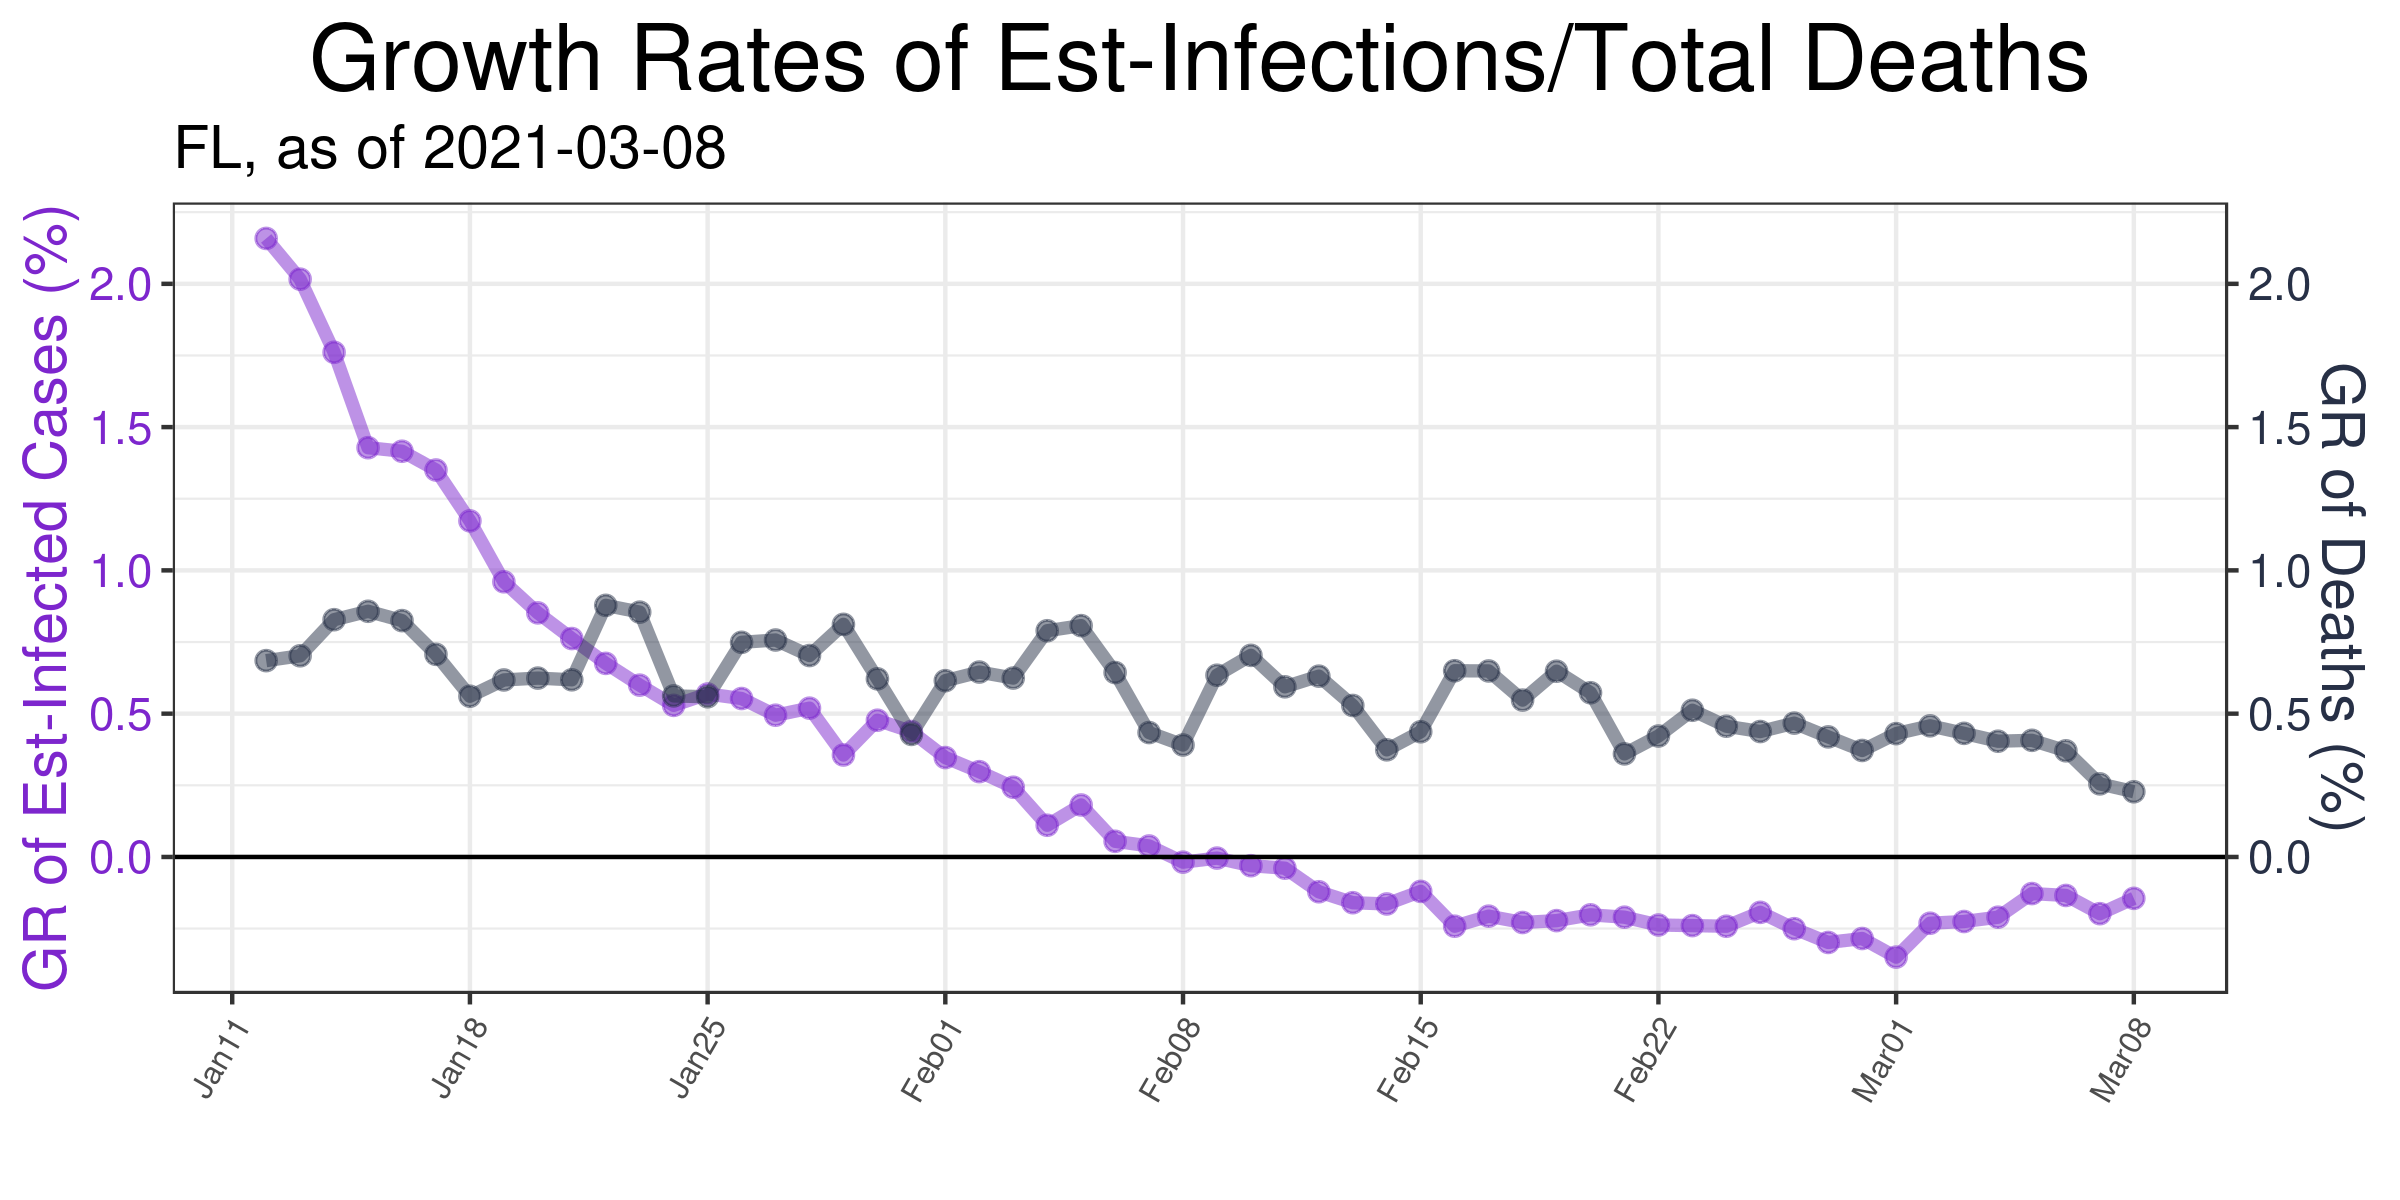 Growth Rates of Est-Infections/Total Deaths
FL, as of 2021-03-08
GR of Est-Infected Cases (%)
2.0
1.5
1.0
0.5
0.0
2.0
1.5
1.0
0.5
0.0
GR of Deaths (%)
Jan11
Jan18
Jan25
Feb01
Feb08
Feb15
Feb22
Mar01
Mar08